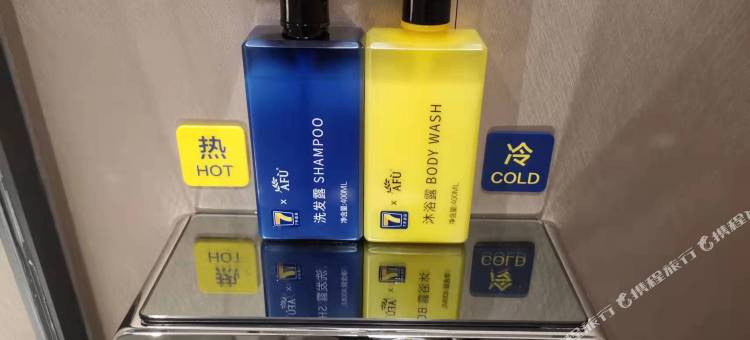 热
HOT
洗发露 SHAMPOO
7 x AFU
净含量:400ML
沐浴露 BODY WASH
7 x AFU
净含量:400ML
冷
COLD
携程旅行
携程旅行